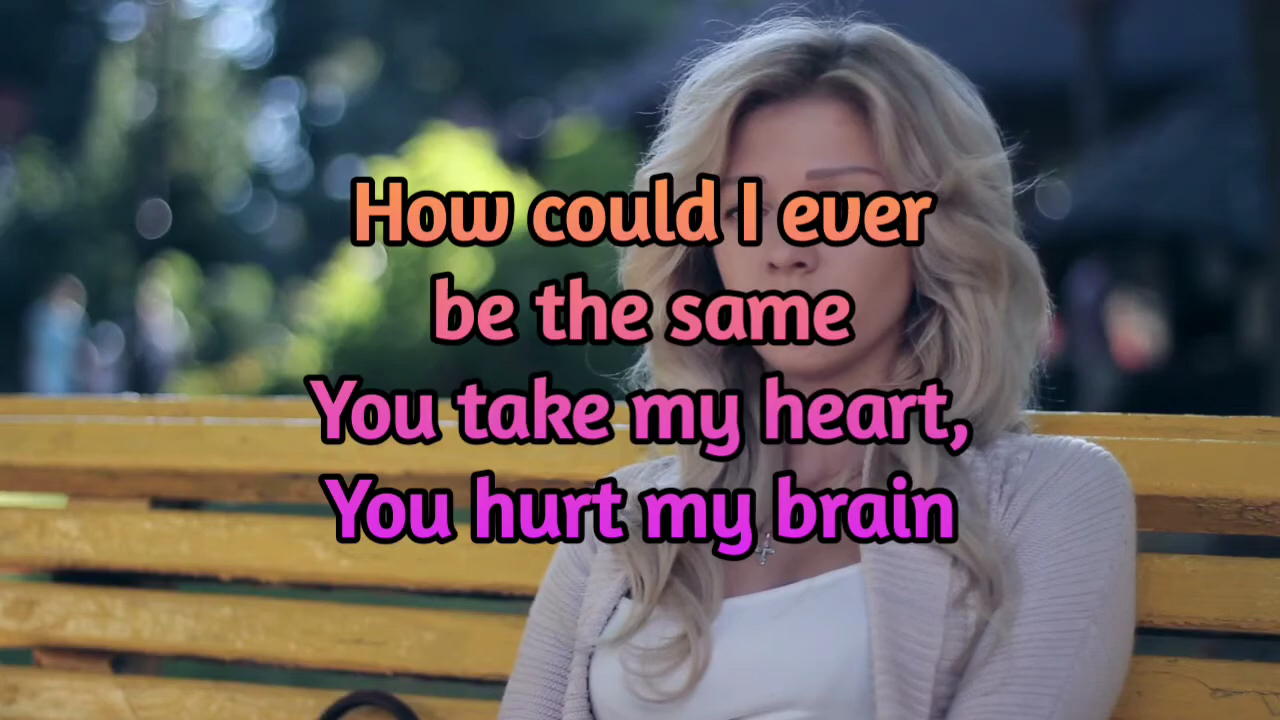 How could I ever
be the same
You take my heart,
You hurt my brain